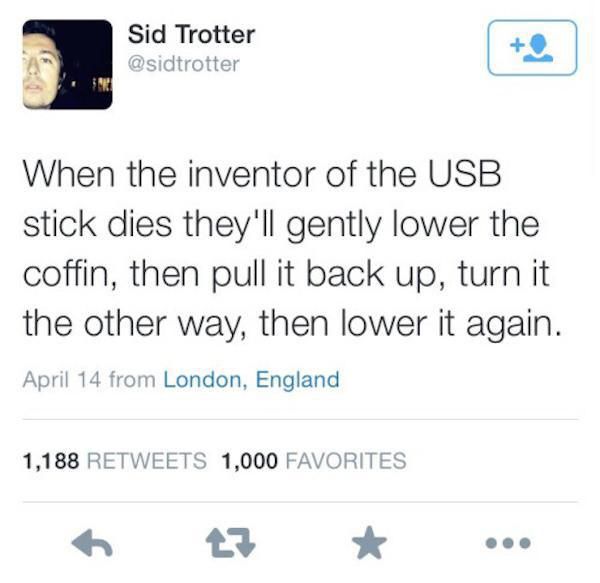 Sid Trotter
@sidtrotter
When the inventor of the USB
stick dies they'll gently lower the
coffin, then pull it back up, turn it
the other way, then lower it again.
April 14 from London, England
1,188 RETWEETS 1,000 FAVORITES